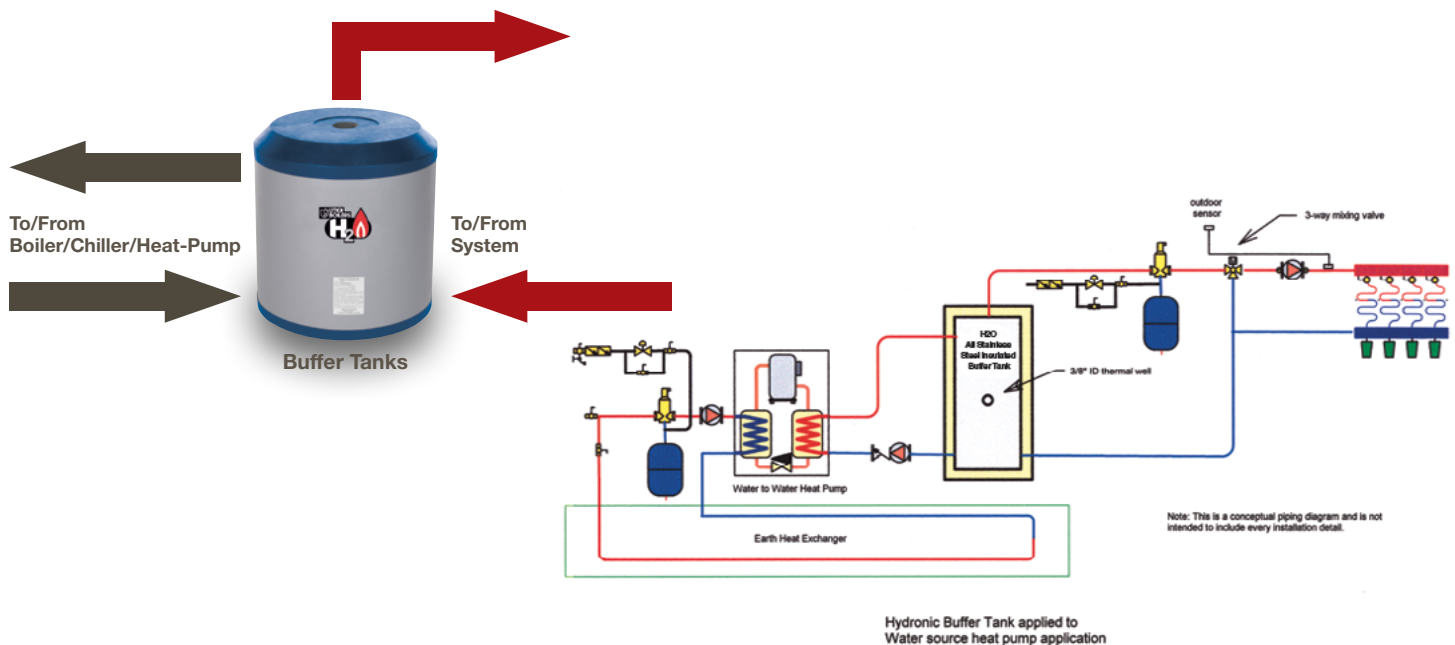 To/From
Boiler/Chiller/Heat-Pump
BOILERS
H2O
To/From
System
Buffer Tanks
outdoor
sensor
3-way mixing valve
H2O
All Stainless
Steel Insulated
Buffer Tank
3/8" ID thermal well
Water to Water Heat Pump
Earth Heat Exchanger
Note: This is a conceptual piping diagram and is not
intended to include every installation detail.
Hydronic Buffer Tank applied to
Water source heat pump application